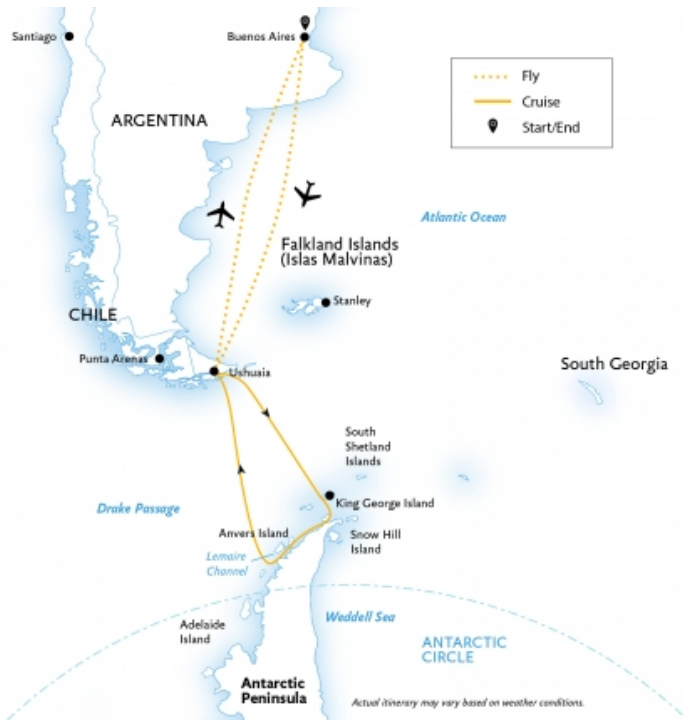 Santiago
Buenos Aires
Fly
Cruise
Start/End
ARGENTINA
Atlantic Ocean
Falkland Islands
(Islas Malvinas)
Stanley
CHILE
Punta Arenas
Ushuaia
South Georgia
South
Shetland
Islands
King George Island
Drake Passage
Anvers Island
Snow Hill
Island
Lemaire
Channel
Adelaide
Island
Weddell Sea
ANTARCTIC
CIRCLE
Antarctic
Peninsula
Actual itinerary may vary based on weather conditions.